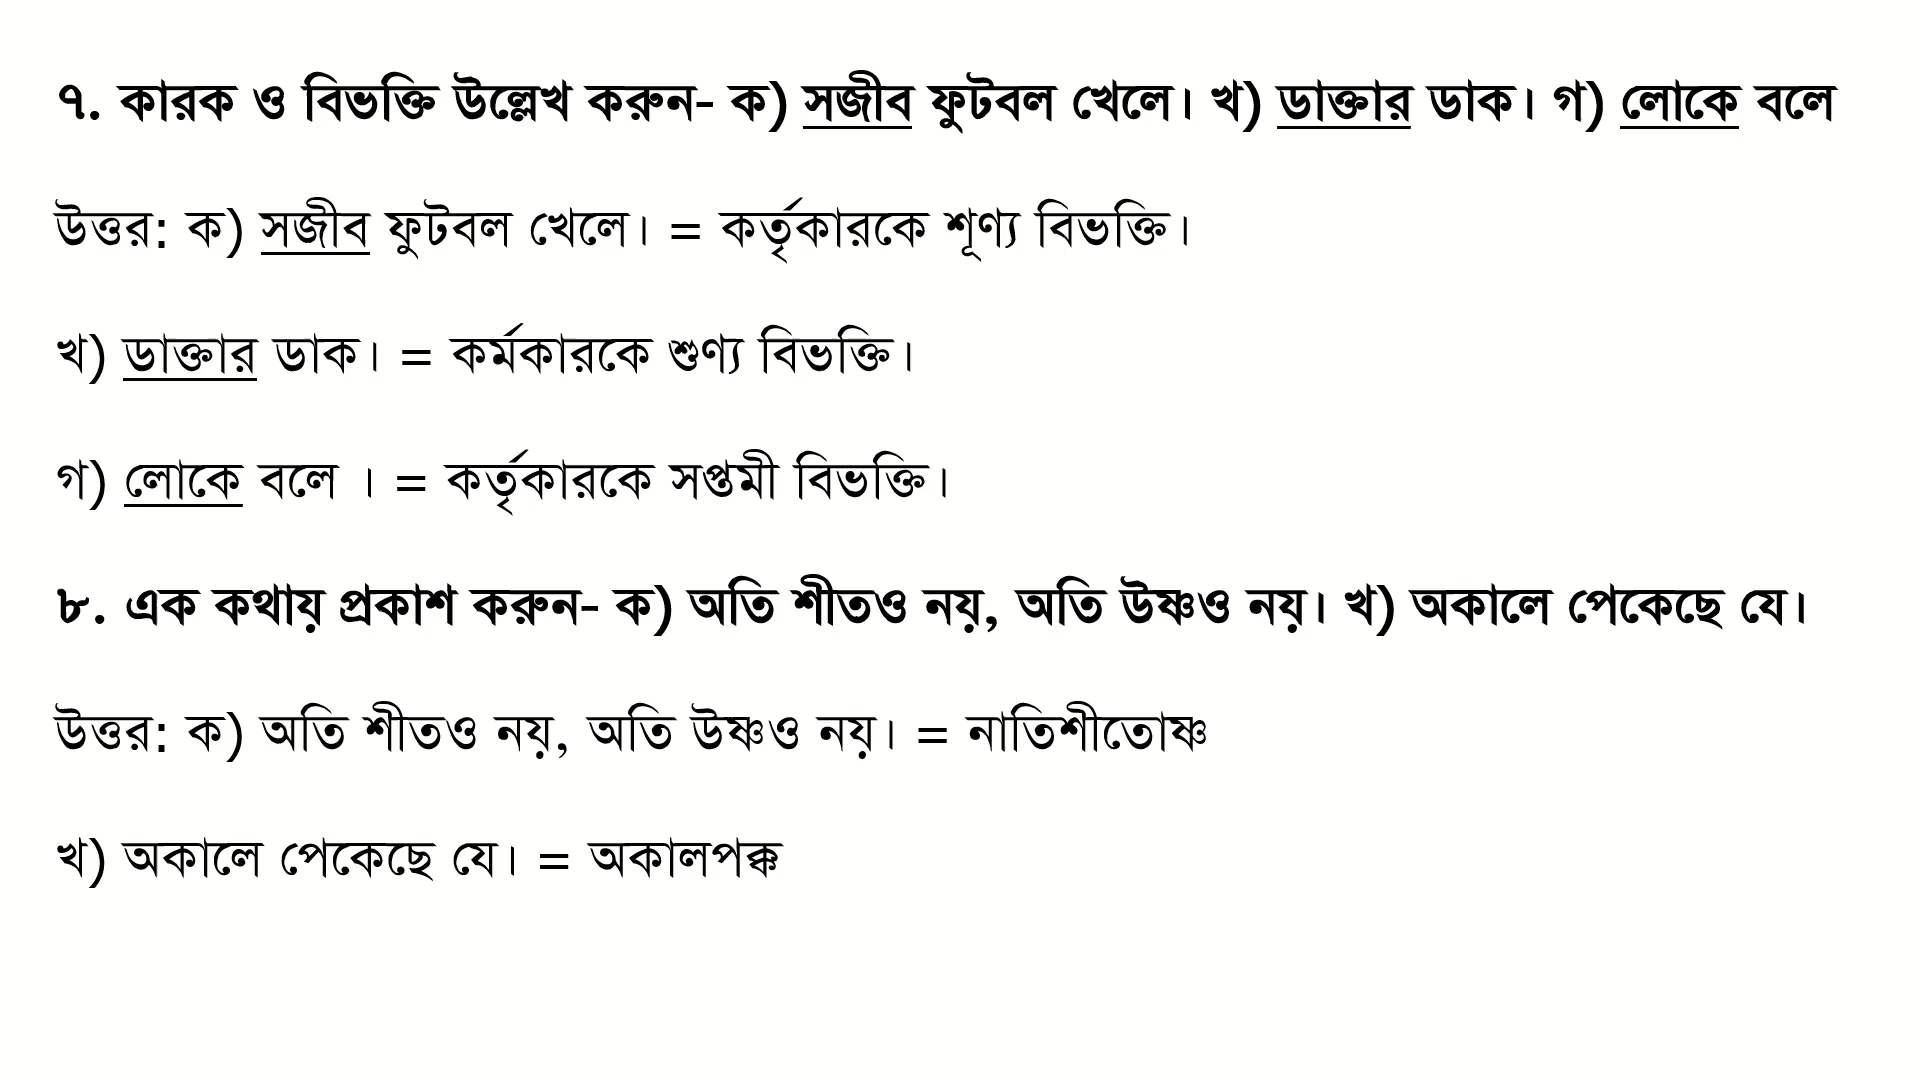 ৭. কারক ও বিভক্তি উল্লেখ করুন- ক) সজীব ফুটবল খেলে। খ) ডাক্তার ডাক। গ) লোকে বলে
উত্তর: ক) সজীব ফুটবল খেলে। = কর্তৃকারকে শূণ্য বিভক্তি।
খ) ডাক্তার ডাক। = কর্মকারকে শুণ্য বিভক্তি।
গ) লোকে বলে । = কর্তৃকারকে সপ্তমী বিভক্তি।
৮. এক কথায় প্রকাশ করুন- ক) অতি শীতও নয়, অতি উষ্ণও নয়। খ) অকালে পেকেছে যে।
উত্তর: ক) অতি শীতও নয়, অতি উষ্ণও নয়। = নাতিশীতোষ্ণ
খ) অকালে পেকেছে যে। = অকালপক্ক